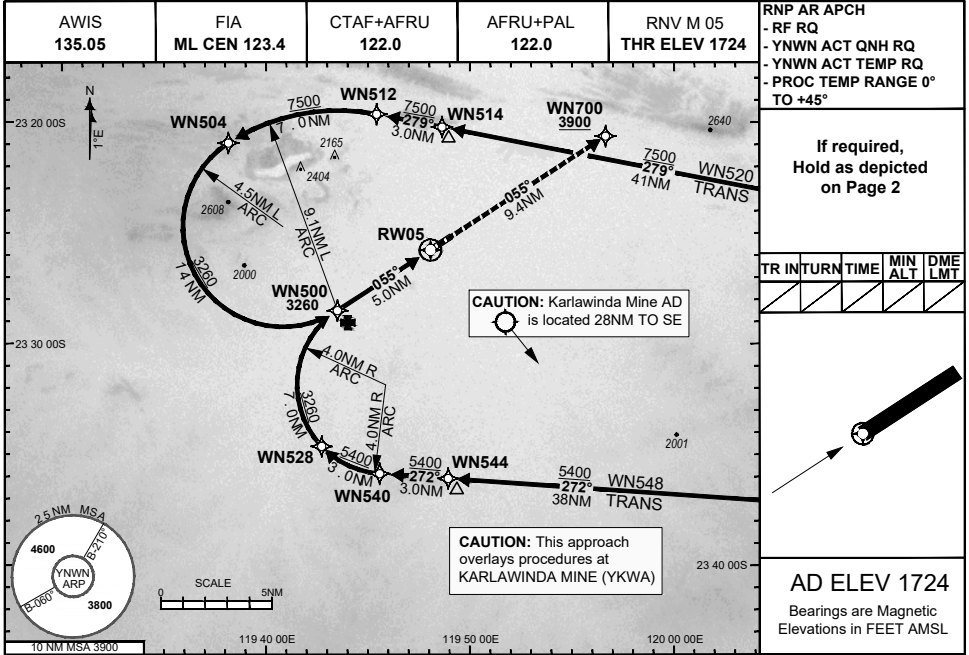 AWIS
135.05
FIA
ML CEN 123.4
CTAF+AFRU
122.0
AFRU+PAL
122.0
RNV M 05
THR ELEV 1724
RNP AR APCH
- RF RQ
- YNWN ACT QNH RQ
- YNWN ACT TEMP RQ
- PROC TEMP RANGE 0°
TO +45°
If required,
Hold as depicted
on Page 2
TR IN
TURN
TIME
MIN
ALT
DME
LMT
N
1°E
23 20 00S
WN504
7500
7.0NM
WN512
7500
279°
3.0NM
WN514
WN700
3900
2640
7500
279°
41NM
WN520
TRANS
2165
2404
4.5NM L
ARC
2608
9.1NM L
ARC
055°
9.4NM
RW05
2000
3260
14 NM
WN500
3260
055°
5.0NM
CAUTION: Karlawinda Mine AD
is located 28NM TO SE
23 30 00S
4.0NM R
ARC
3260
7.0NM
4.0NM R
ARC
2001
WN528
5400
3.0NM
WN540
5400
272°
3.0NM
WN544
5400
272°
38NM
WN548
TRANS
CAUTION: This approach
overlays procedures at
KARLAWINDA MINE (YKWA)
23 40 00S
2.5 NM MSA
4600
B-210°
YNWN
ARP
B-060°
3800
10 NM MSA 3900
SCALE
0
5NM
119 40 00E
119 50 00E
120 00 00E
AD ELEV 1724
Bearings are Magnetic
Elevations in FEET AMSL